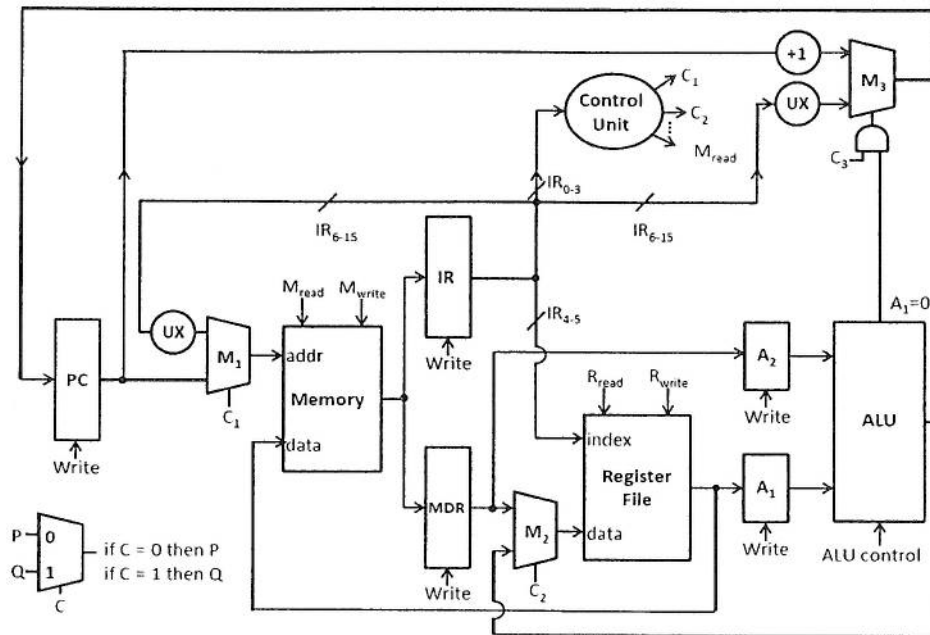 +1
M3
Control Unit
C1
C2
Mread
UX
C3
IR0-3
IR6-15
IR6-15
IR
Mread
Mwrite
IR4-5
A1=0
UX
M1
addr
Memory
data
PC
Write
C1
Write
Rread
Rwrite
A2
Write
ALU
index
Register File
data
MDR
M2
A1
Write
Write
C2
ALU control
P
0
Q
1
C
if C = 0 then P
if C = 1 then Q